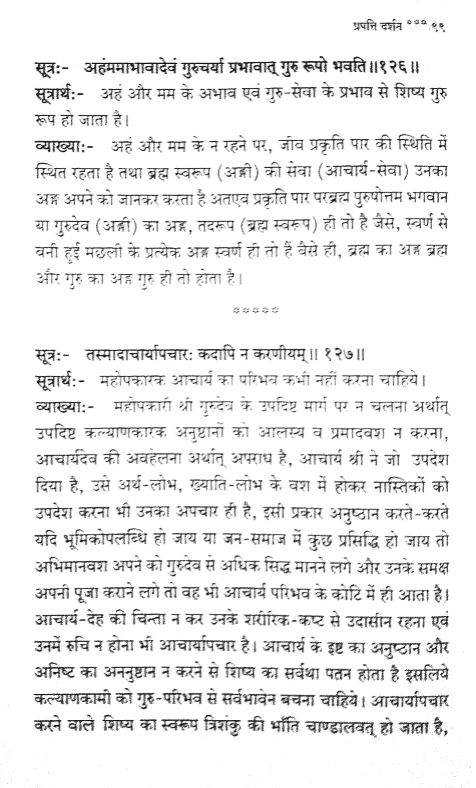 प्रपत्ति दर्शन *** ९९
सूत्र:- अहंममाभावादेवं गुरुचर्या प्रभावात् गुरु रूपो भवति॥१२६॥
सूत्रार्थ:- अहं और मम के अभाव एवं गुरु-सेवा के प्रभाव से शिष्य गुरु
रूप हो जाता है।
व्याख्या:- अहं और मम के न रहने पर, जीव प्रकृति पार की स्थिति में
स्थित रहता है तथा ब्रह्म स्वरूप (अङ्गी) की सेवा (आचार्य-सेवा) उनका
अङ्ग अपने को जानकर करता है अतएव प्रकृति पार परब्रह्म पुरुषोत्तम भगवान
या गुरुदेव (अङ्गी) का अङ्ग, तदरूप (ब्रह्म स्वरूप) ही तो है जैसे, स्वर्ण से
वनी हुई मछली के प्रत्येक अङ्ग स्वर्ण ही तो हैं वैसे ही, ब्रह्म का अङ्ग ब्रह्म
और गुरु का अङ्ग गुरु ही तो होता है।
*****
सूत्र:- तस्मादाचार्यापचारः कदापि न करणीयम्॥ १२७॥
सूत्रार्थ:- महोपकारक आचार्य का परिभव कभी नहीं करना चाहिये।
व्याख्या:- महोपकारी श्री गुरुदेव के उपदिष्ट मार्ग पर न चलना अर्थात्
उपदिष्ट कल्याणकारक अनुष्ठानों को आलस्य व प्रमादवश न करना,
आचार्यदेव की अवहेलना अर्थात् अपराध है, आचार्य श्री ने जो उपदेश
दिया है, उसे अर्थ-लोभ, ख्याति-लोभ के वश में होकर नास्तिकों को
उपदेश करना भी उनका अपचार ही है, इसी प्रकार अनुष्ठान करते-करते
यदि भूमिकोपलब्धि हो जाय या जन-समाज में कुछ प्रसिद्धि हो जाय तो
अभिमानवश अपने को गुरुदेव से अधिक सिद्ध मानने लगे और उनके समक्ष
अपनी पूजा कराने लगे तो वह भी आचार्य परिभव के कोटि में ही आता है।
आचार्य-देह की चिन्ता न कर उनके शरीरिक-कष्ट से उदासीन रहना एवं
उनमें रुचि न होना भी आचार्यापचार है। आचार्य के इष्ट का अनुष्ठान और
अनिष्ट का अननुष्ठान न करने से शिष्य का सर्वथा पतन होता है इसलिये
कल्याणकामी को गुरु-परिभव से सर्वभावेन बचना चाहिये। आचार्यापचार
करने वाले शिष्य का स्वरूप त्रिशंकु की भाँति चाण्डालवत् हो जाता है,